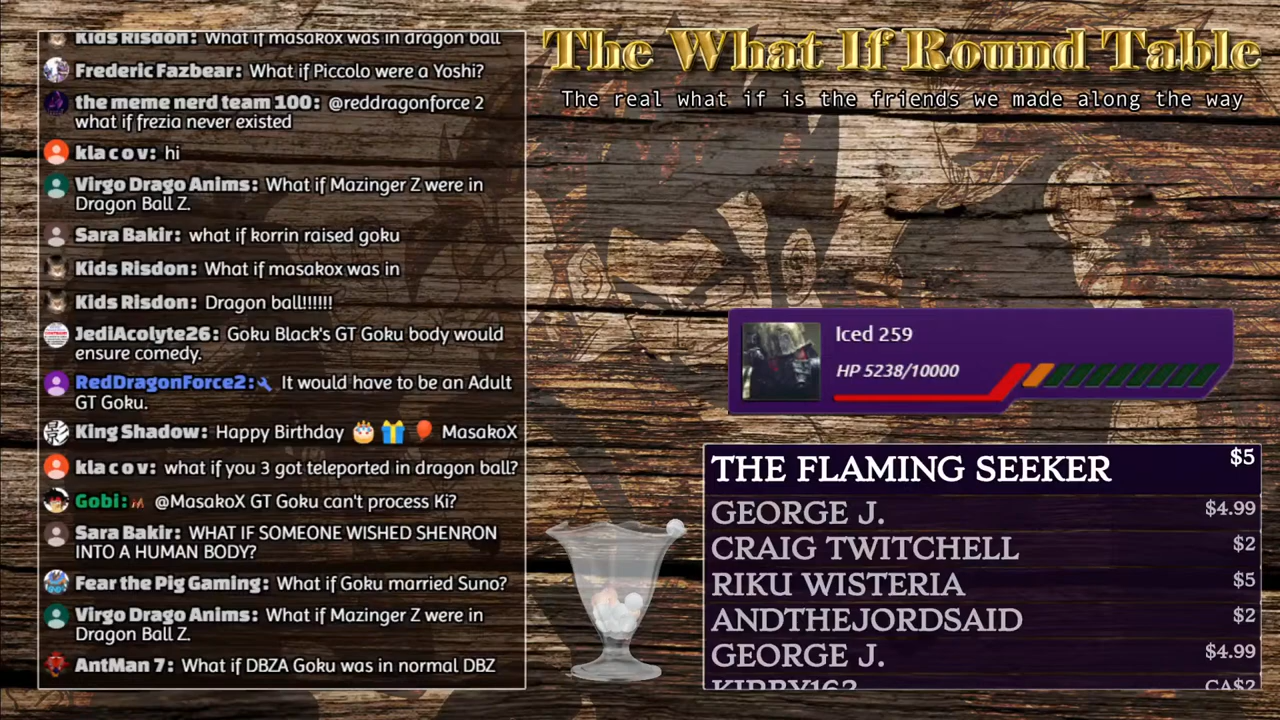 Kids Risdon: What if masakox was in dragon ball
Frederic Fazbear: What if Piccolo were a Yoshi?
the meme nerd team 100: @reddragonforce 2
what if frezia never existed
kla c o v: hi
Virgo Drago Anims: What if Mazinger Z were in
Dragon Ball Z.
Sara Bakir: what if korrin raised goku
Kids Risdon: What if masakox was in
Kids Risdon: Dragon ball!!!!!!
JediAcolyte26: Goku Black's GT Goku body would
ensure comedy.
RedDragonForce2: It would have to be an Adult
GT Goku.
King Shadow: Happy Birthday 🎂 🎁 🎈 MasakoX
kla c o v: what if you 3 got teleported in dragon ball?
Gobi: @MasakoX GT Goku can't process Ki?
Sara Bakir: WHAT IF SOMEONE WISHED SHENRON
INTO A HUMAN BODY?
Fear the Pig Gaming: What if Goku married Suno?
Virgo Drago Anims: What if Mazinger Z were in
Dragon Ball Z.
AntMan 7: What if DBZA Goku was in normal DBZ
The What If Round Table
The real what if is the friends we made along the way
Iced 259
HP 5238/10000
THE FLAMING SEEKER $5
GEORGE J. $4.99
CRAIG TWITCHELL $2
RIKU WISTERIA $5
ANDTHEJORDSAID $2
GEORGE J. $4.99
KIRBY163 CA$2